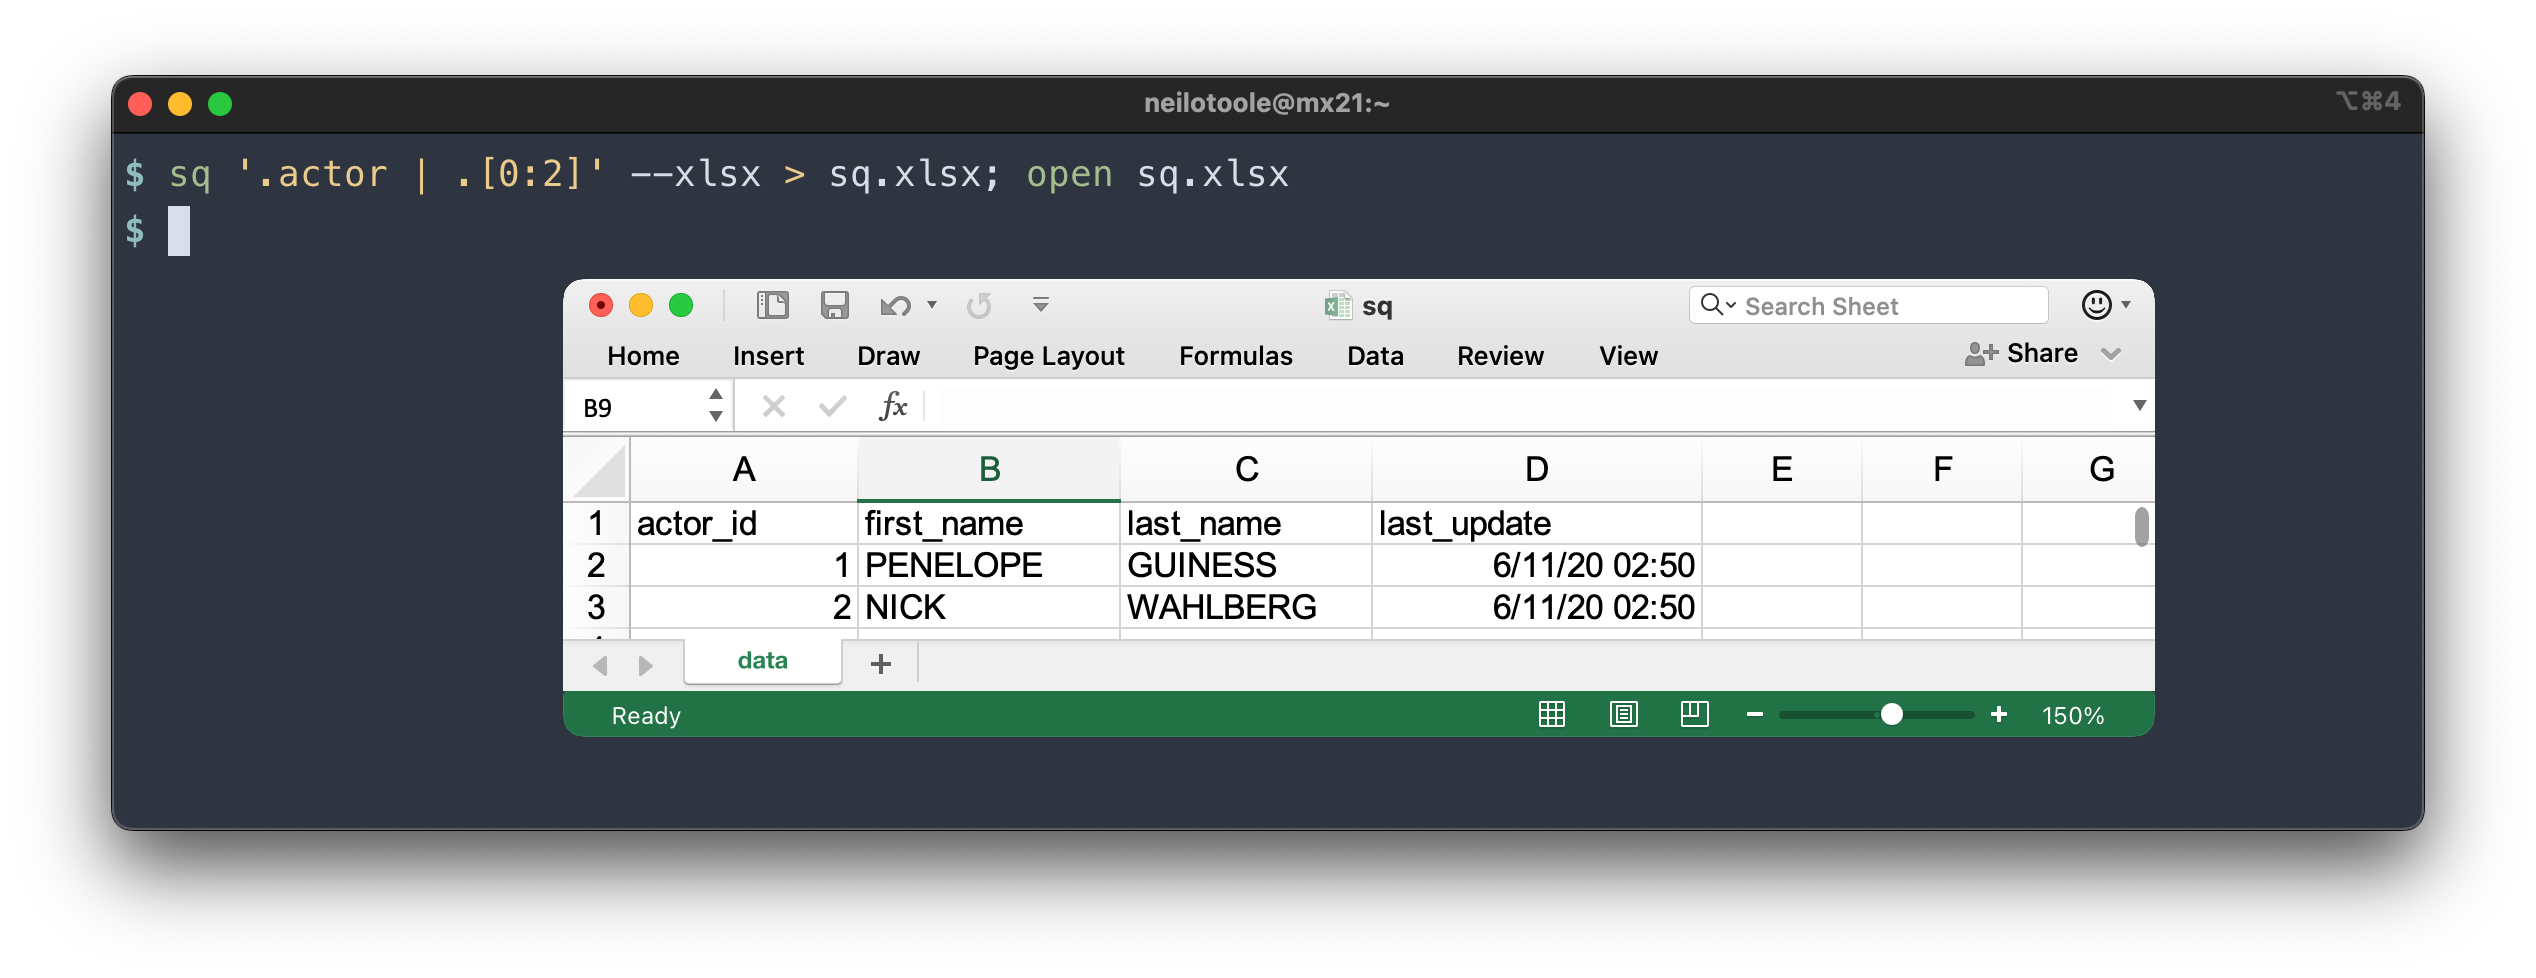 neilotoole@mx21:~ ⌥⌘4
$ sq '.actor | .[0:2]' --xlsx > sq.xlsx; open sq.xlsx
$
sq Search Sheet
Home Insert Draw Page Layout Formulas Data Review View Share
B9 fx
A B C D E F G
1 actor_id first_name last_name last_update
2 1 PENELOPE GUINESS 6/11/20 02:50
3 2 NICK WAHLBERG 6/11/20 02:50
data +
Ready 150%